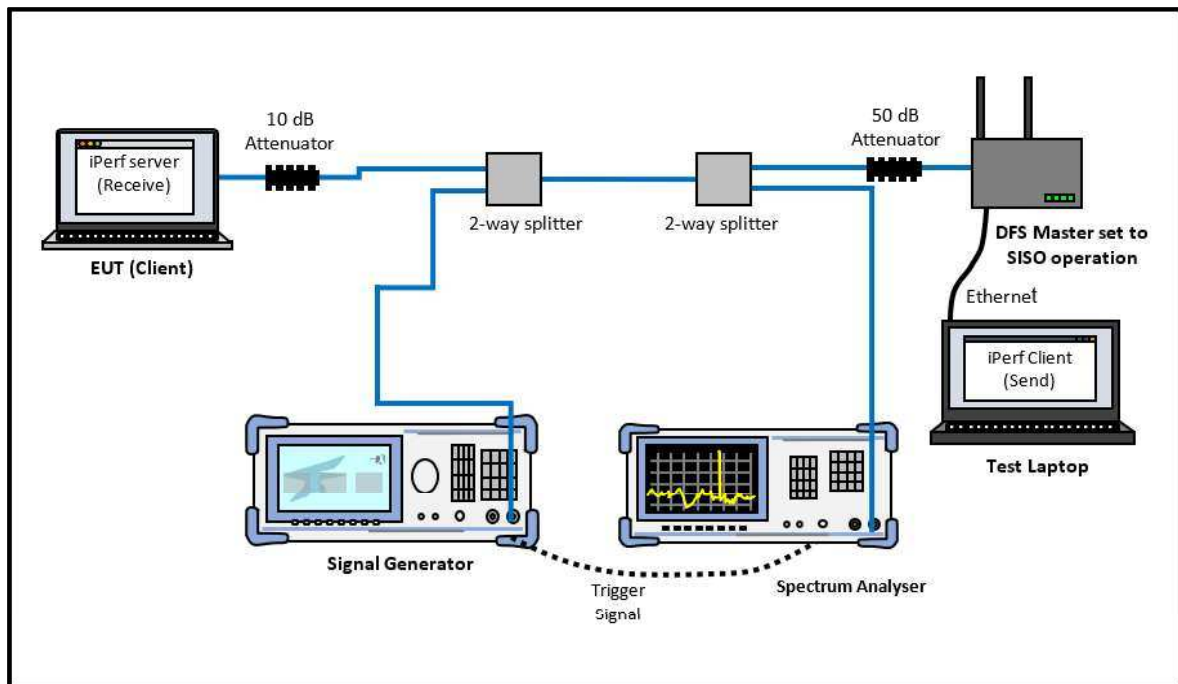 10 dB
Attenuator
50 dB
Attenuator
iPerf server
(Receive)
2-way splitter
2-way splitter
EUT (Client)
DFS Master set to
SISO operation
Ethernet
iPerf Client
(Send)
Test Laptop
Signal Generator
Trigger
Signal
Spectrum Analyser